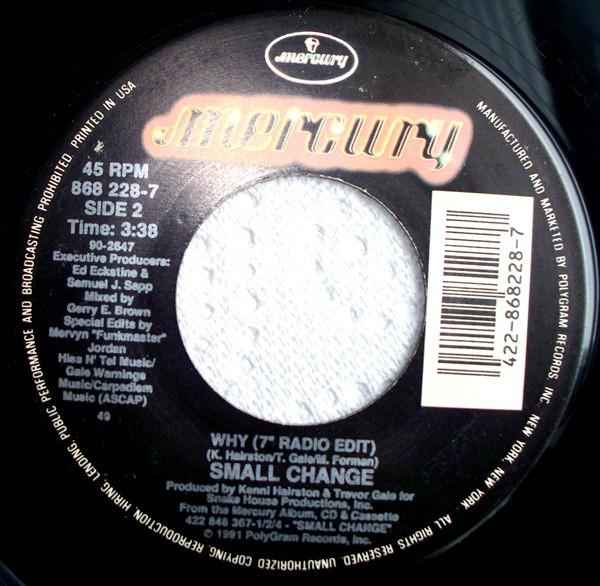 mercury
mercury
45 RPM
868 228-7
SIDE 2
Time: 3:38
90-2647
Executive Producers:
Ed Eckstine &
Samuel J. Sapp
Mixed by
Gerry E. Brown
Special Edits by
Mervyn "Funkmaster"
Jordan
Hiss N' Tel Music/
Gale Warnings
Music/Carpadiem
Music (ASCAP)
49
422-868228-7
WHY (7" RADIO EDIT)
(K. Hairston/T. Gale/M. Forman)
SMALL CHANGE
Produced by Kenni Hairston & Trevor Gale for
Snake House Productions, Inc.
From the Mercury Album, CD & Cassette
422 848 367-1/2/4 - "SMALL CHANGE"
© 1991 PolyGram Records, Inc.
MANUFACTURED AND MARKETED BY POLYGRAM RECORDS INC. NEW YORK, NEW YORK. ALL RIGHTS RESERVED. UNAUTHORIZED COPYING, REPRODUCTION, HIRING, LENDING, PUBLIC PERFORMANCE AND BROADCASTING PROHIBITED. PRINTED IN USA